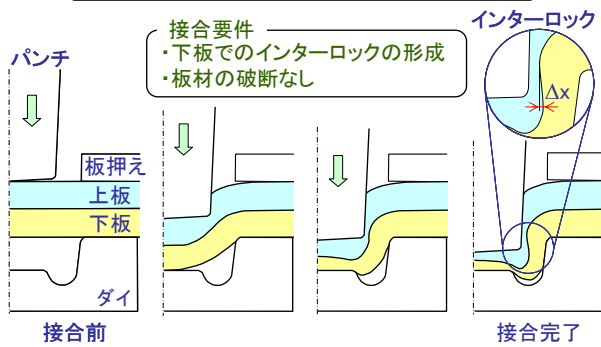 接合要件
・下板でのインターロックの形成
・板材の破断なし
インターロック
Δx
パンチ
板押え
上板
下板
ダイ
接合前
接合完了